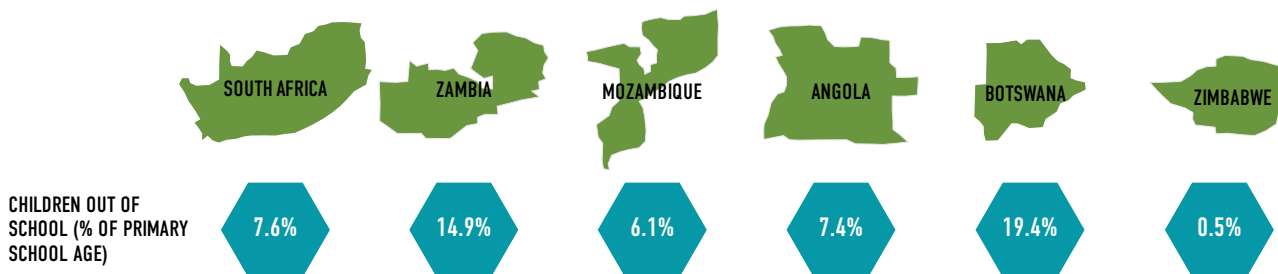 SOUTH AFRICA
ZAMBIA
MOZAMBIQUE
ANGOLA
BOTSWANA
ZIMBABWE
CHILDREN OUT OF
SCHOOL (% OF PRIMARY
SCHOOL AGE)
7.6%
14.9%
6.1%
7.4%
19.4%
0.5%